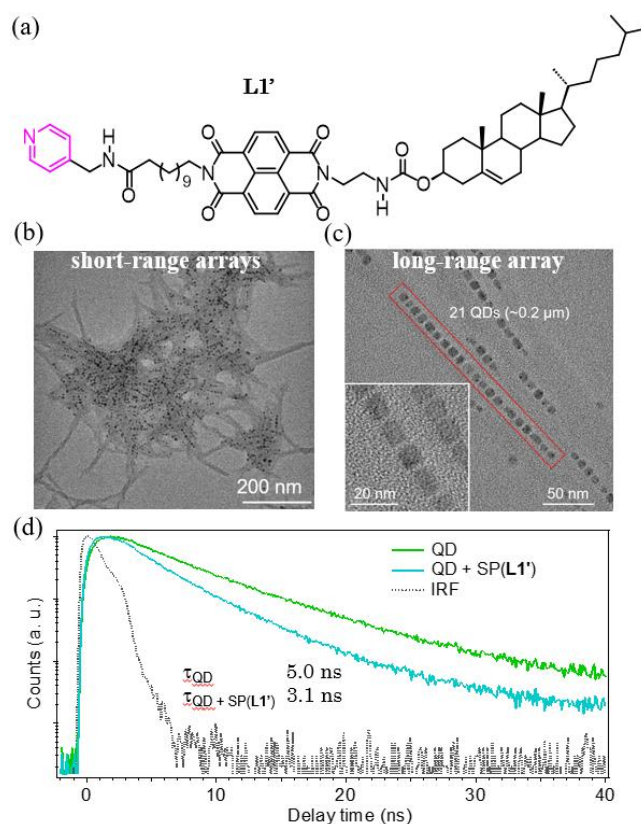 (a)
L1'
N
H
N
O
9
O
O
N
N
O
O
N
H
O
O
H
H
H
(b)
short-range arrays
200 nm
(c)
long-range array
21 QDs (~0.2 µm)
20 nm
50 nm
(d)
QD
QD + SP(L1')
IRF
τQD 5.0 ns
τQD + SP(L1') 3.1 ns
Counts (a. u.)
0 10 20 30 40
Delay time (ns)